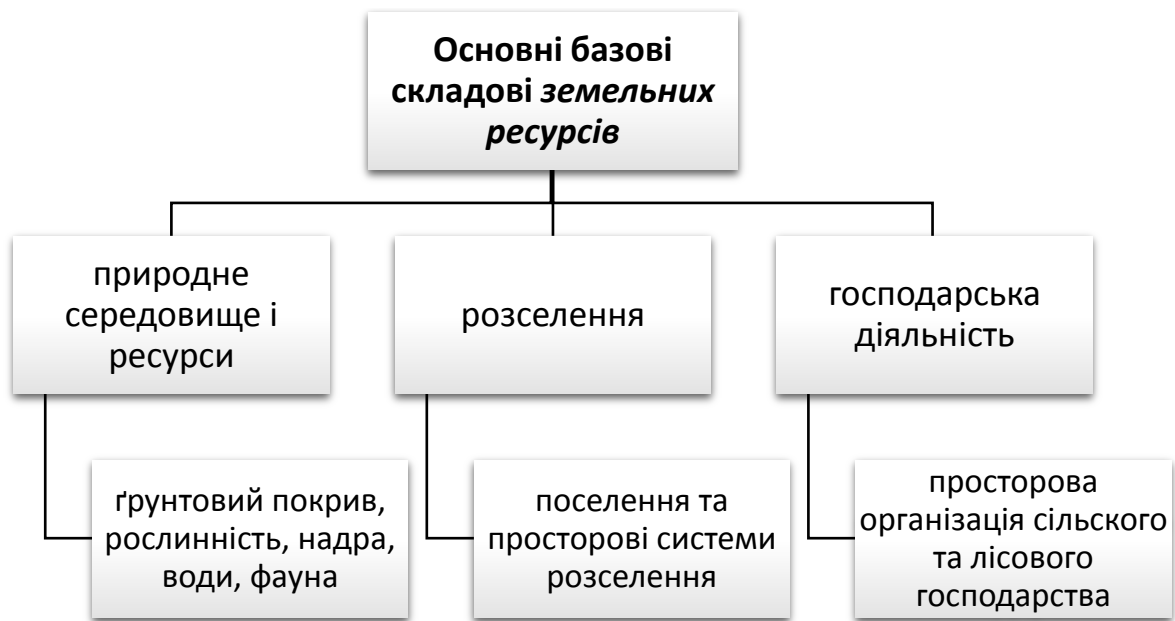 Основні базові
складові земельних
ресурсів
природне
середовище і
ресурси
розселення
господарська
діяльність
ґрунтовий покрив,
рослинність, надра,
води, фауна
поселення та
просторові системи
розселення
просторова
організація сільского
та лісового
господарства